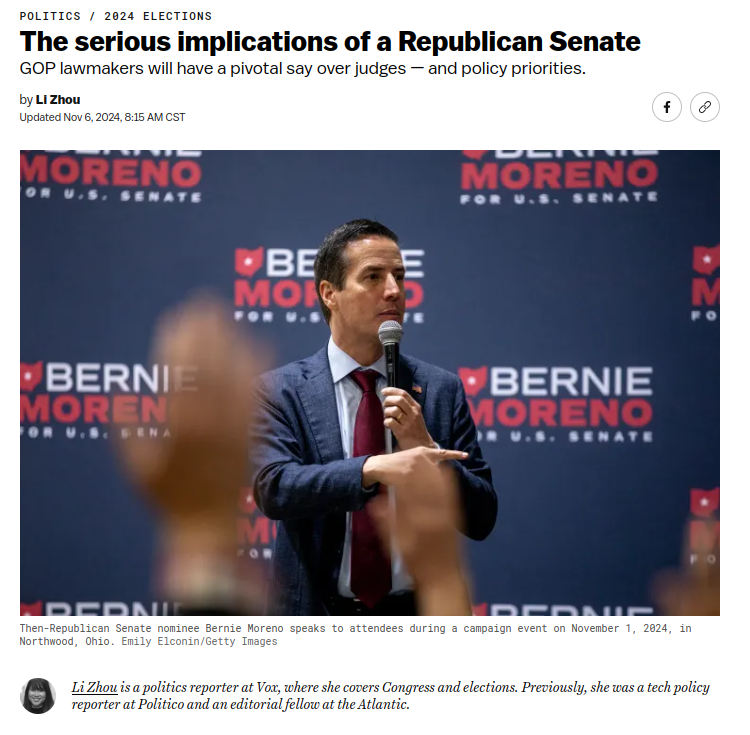 POLITICS / 2024 ELECTIONS
The serious implications of a Republican Senate
GOP lawmakers will have a pivotal say over judges — and policy priorities.
by Li Zhou
Updated Nov 6, 2024, 8:15 AM CST
BERNIE
MORENO
FOR U.S. SENATE
BERNIE
MORENO
FOR U.S. SENATE
BERNIE
MORENO
FOR U.S. SENATE
BERNIE
MORENO
FOR U.S. SENATE
Then-Republican Senate nominee Bernie Moreno speaks to attendees during a campaign event on November 1, 2024, in
Northwood, Ohio. Emily Elconin/Getty Images
Li Zhou is a politics reporter at Vox, where she covers Congress and elections. Previously, she was a tech policy
reporter at Politico and an editorial fellow at the Atlantic.